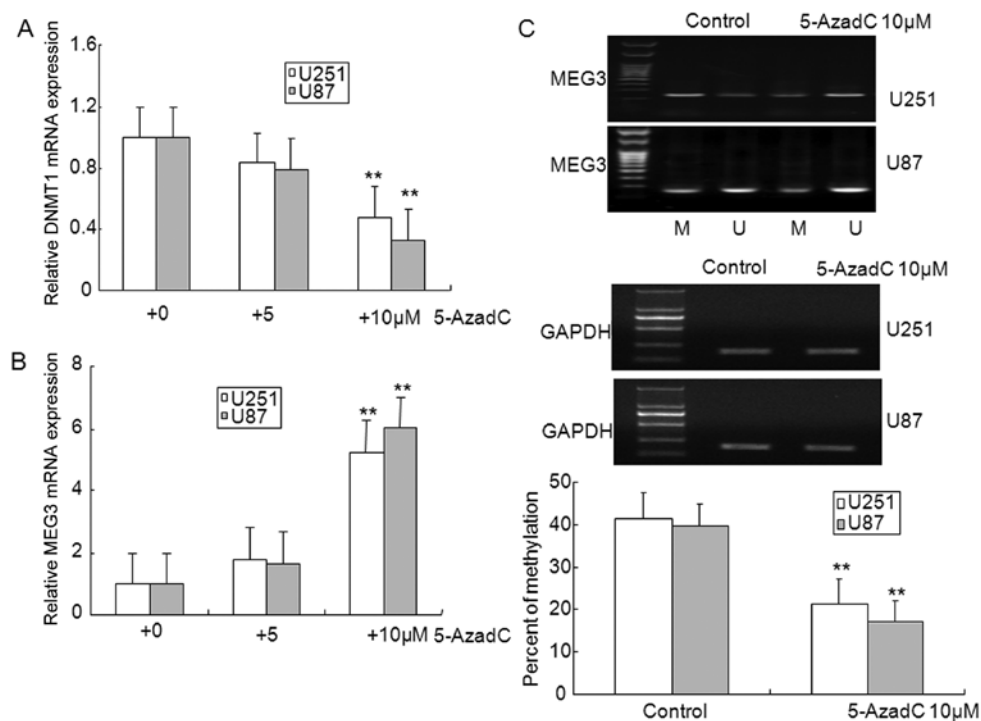 A
Relative DNMT1 mRNA expression
1.6
1.2
0.8
0.4
0
U251
U87
** **
+0 +5 +10μM 5-AzadC
B
Relative MEG3 mRNA expression
8
6
4
2
0
U251
U87
** **
+0 +5 +10μM 5-AzadC
C
Control 5-AzadC 10μM
MEG3 U251
MEG3 U87
M U M U
Control 5-AzadC 10μM
GAPDH U251
GAPDH U87
Percent of methylation
50
40
30
20
10
0
U251
U87
** **
Control 5-AzadC 10μM